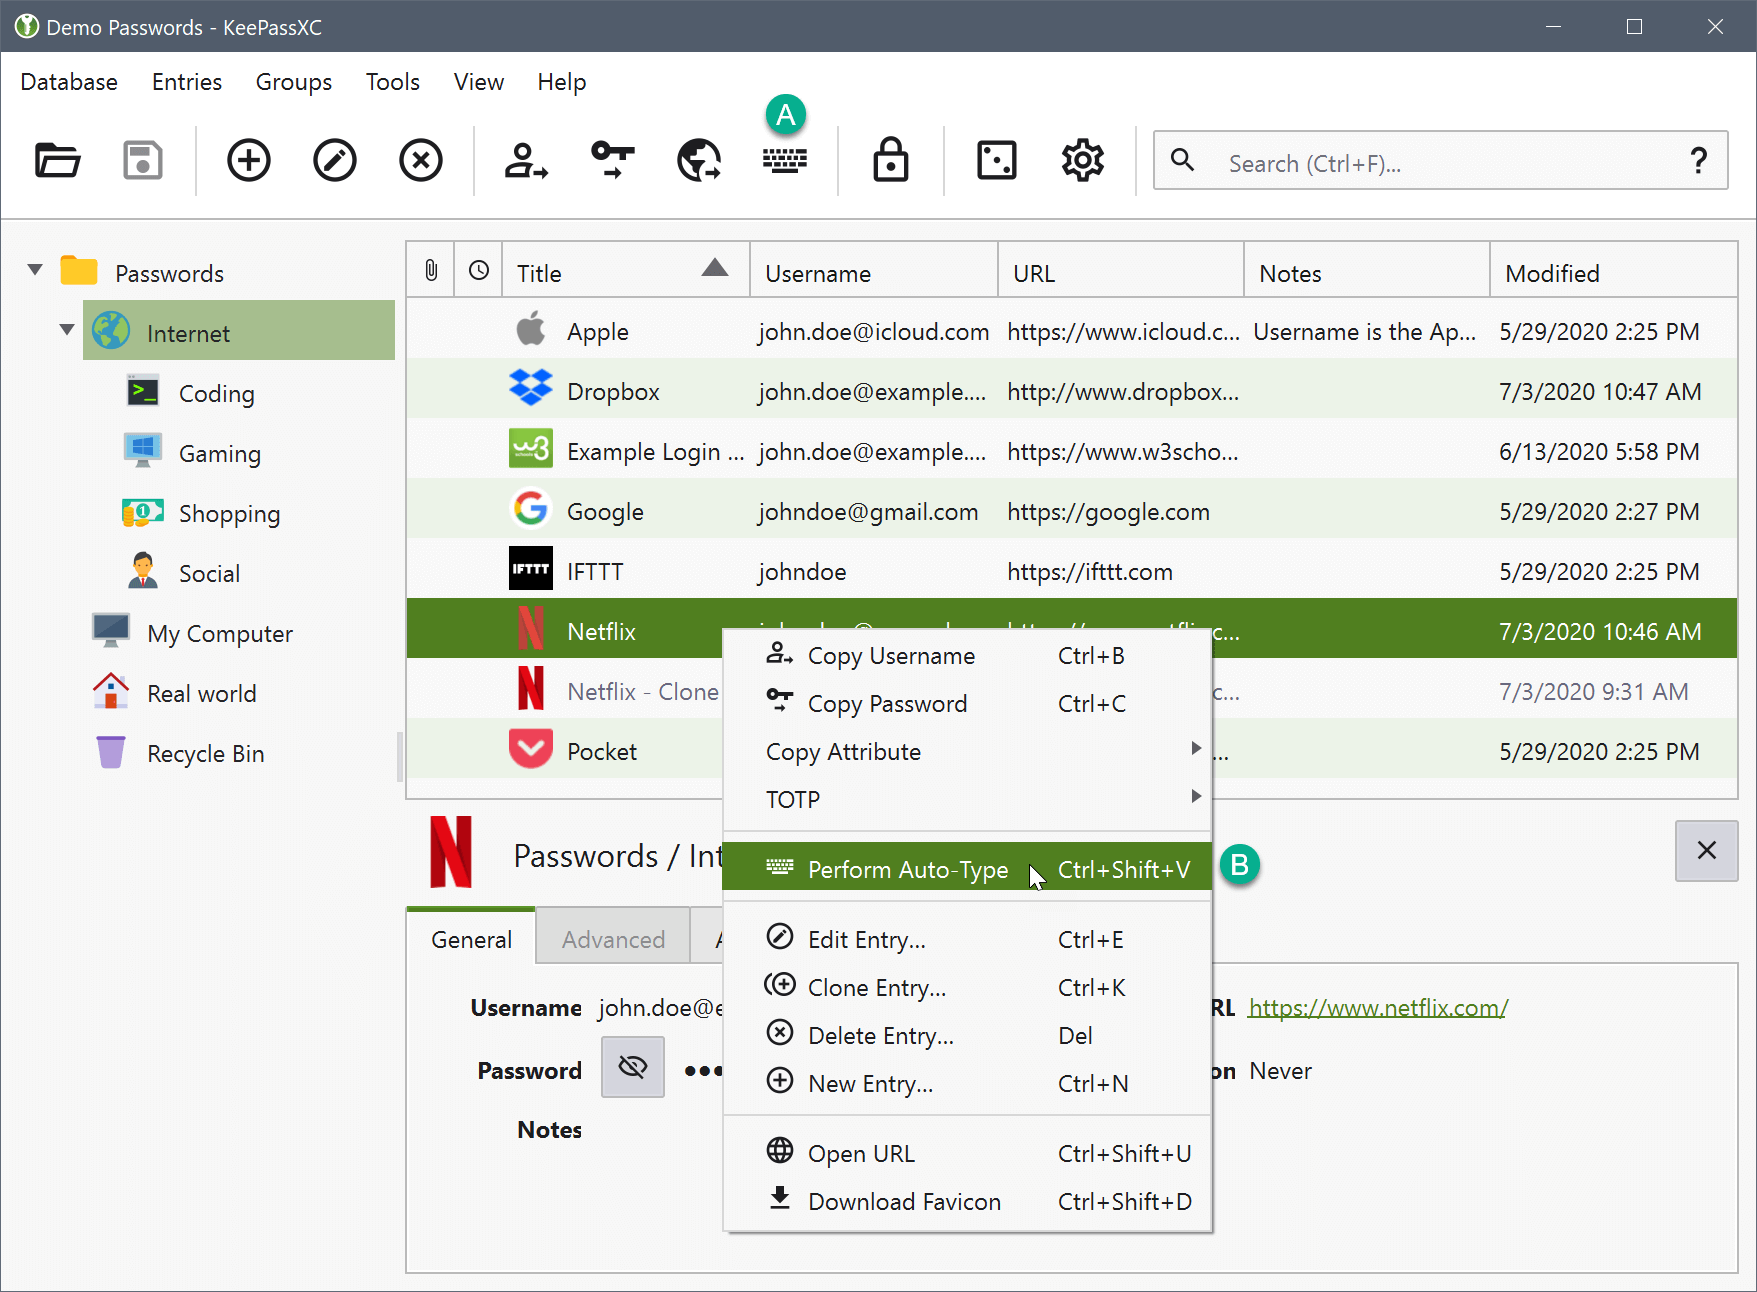 Demo Passwords - KeePassXC
Database Entries Groups Tools View Help
A
Search (Ctrl+F)... ?
Passwords
Internet
Coding
Gaming
Shopping
Social
My Computer
Real world
Recycle Bin
Title Username URL Notes Modified
Apple john.doe@icloud.com https://www.icloud.c... Username is the Ap... 5/29/2020 2:25 PM
Dropbox john.doe@example.... http://www.dropbox... 7/3/2020 10:47 AM
w3 Example Login ... john.doe@example.... https://www.w3scho... 6/13/2020 5:58 PM
Google johndoe@gmail.com https://google.com 5/29/2020 2:27 PM
IFTTT IFTTT johndoe https://ifttt.com 5/29/2020 2:25 PM
N Netflix c... 7/3/2020 10:46 AM
N Netflix - Clone c... 7/3/2020 9:31 AM
Pocket ... 5/29/2020 2:25 PM
Copy Username Ctrl+B
Copy Password Ctrl+C
Copy Attribute
TOTP
Perform Auto-Type Ctrl+Shift+V
B
Edit Entry... Ctrl+E
Clone Entry... Ctrl+K
Delete Entry... Del
New Entry... Ctrl+N
Open URL Ctrl+Shift+U
Download Favicon Ctrl+Shift+D
N Passwords / Int
General Advanced
Username john.doe@e RL https://www.netflix.com/
Password ••• on Never
Notes